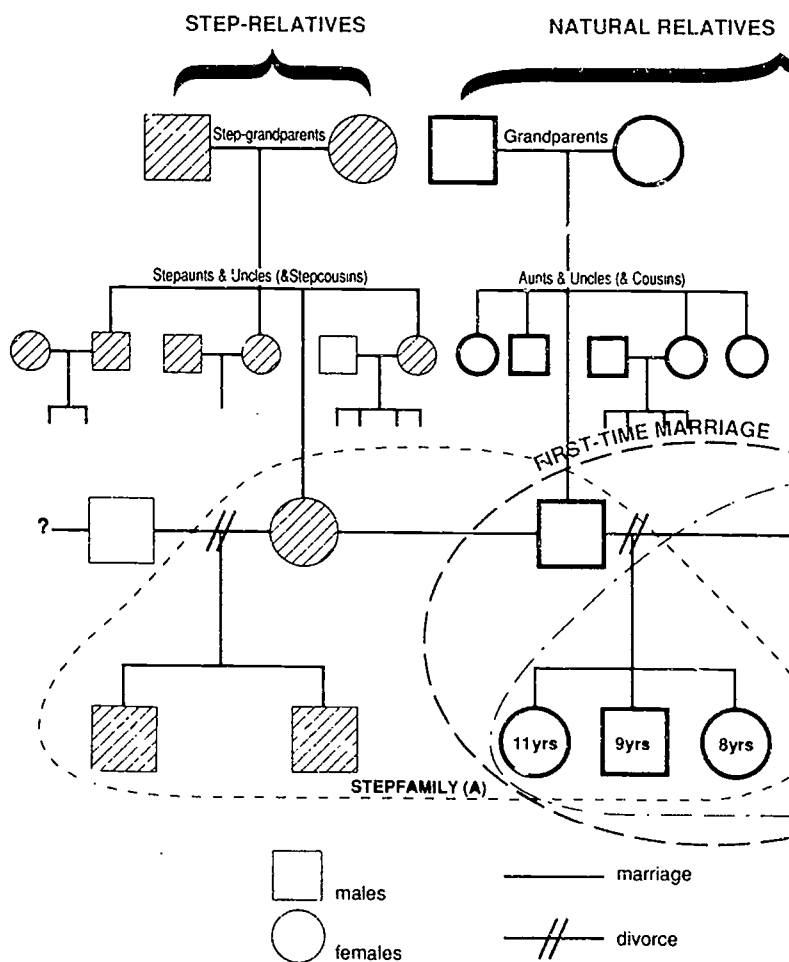 STEP-RELATIVES
NATURAL RELATIVES
Step-grandparents
Grandparents
Stepaunts & Uncles (&Stepcousins)
Aunts & Uncles (& Cousins)
FIRST-TIME MARRIAGE
?
11yrs
9yrs
8yrs
STEPFAMILY (A)
males
marriage
females
divorce